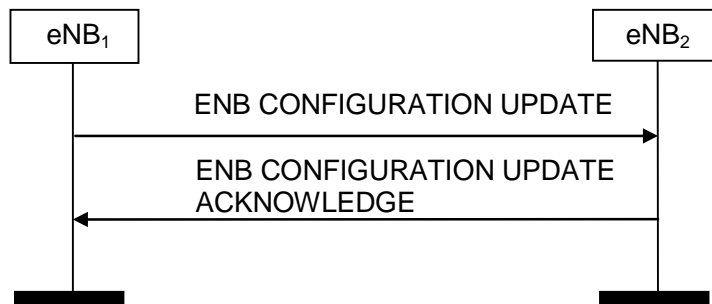 eNB₁
eNB₂
ENB CONFIGURATION UPDATE
ENB CONFIGURATION UPDATE
ACKNOWLEDGE